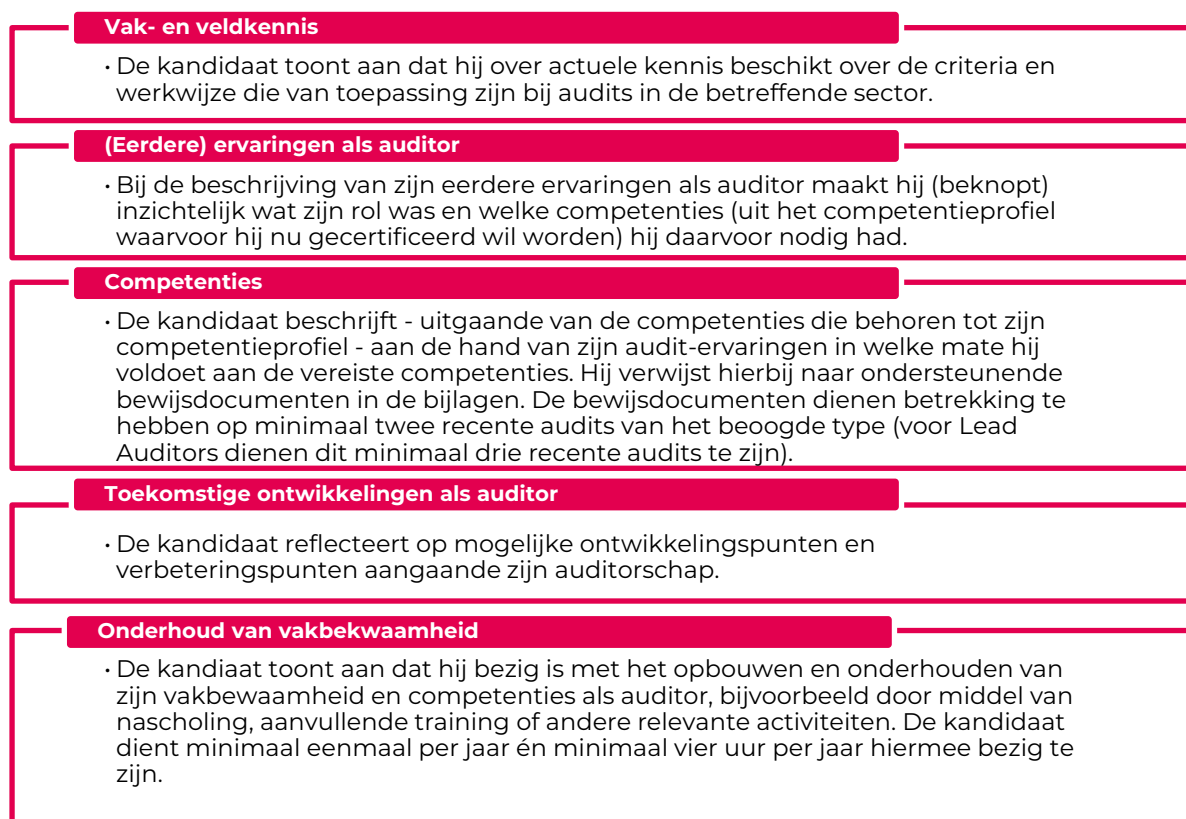 Vak- en veldkennis
· De kandidaat toont aan dat hij over actuele kennis beschikt over de criteria en
werkwijze die van toepassing zijn bij audits in de betreffende sector.
(Eerdere) ervaringen als auditor
· Bij de beschrijving van zijn eerdere ervaringen als auditor maakt hij (beknopt)
inzichtelijk wat zijn rol was en welke competenties (uit het competentieprofiel
waarvoor hij nu gecertificeerd wil worden) hij daarvoor nodig had.
Competenties
· De kandidaat beschrijft - uitgaande van de competenties die behoren tot zijn
competentieprofiel - aan de hand van zijn audit-ervaringen in welke mate hij
voldoet aan de vereiste competenties. Hij verwijst hierbij naar ondersteunende
bewijsdocumenten in de bijlagen. De bewijsdocumenten dienen betrekking te
hebben op minimaal twee recente audits van het beoogde type (voor Lead
Auditors dienen dit minimaal drie recente audits te zijn).
Toekomstige ontwikkelingen als auditor
· De kandidaat reflecteert op mogelijke ontwikkelingspunten en
verbeteringspunten aangaande zijn auditorschap.
Onderhoud van vakbekwaamheid
· De kandiaat toont aan dat hij bezig is met het opbouwen en onderhouden van
zijn vakbewaamheid en competenties als auditor, bijvoorbeeld door middel van
nascholing, aanvullende training of andere relevante activiteiten. De kandidaat
dient minimaal eenmaal per jaar én minimaal vier uur per jaar hiermee bezig te
zijn.